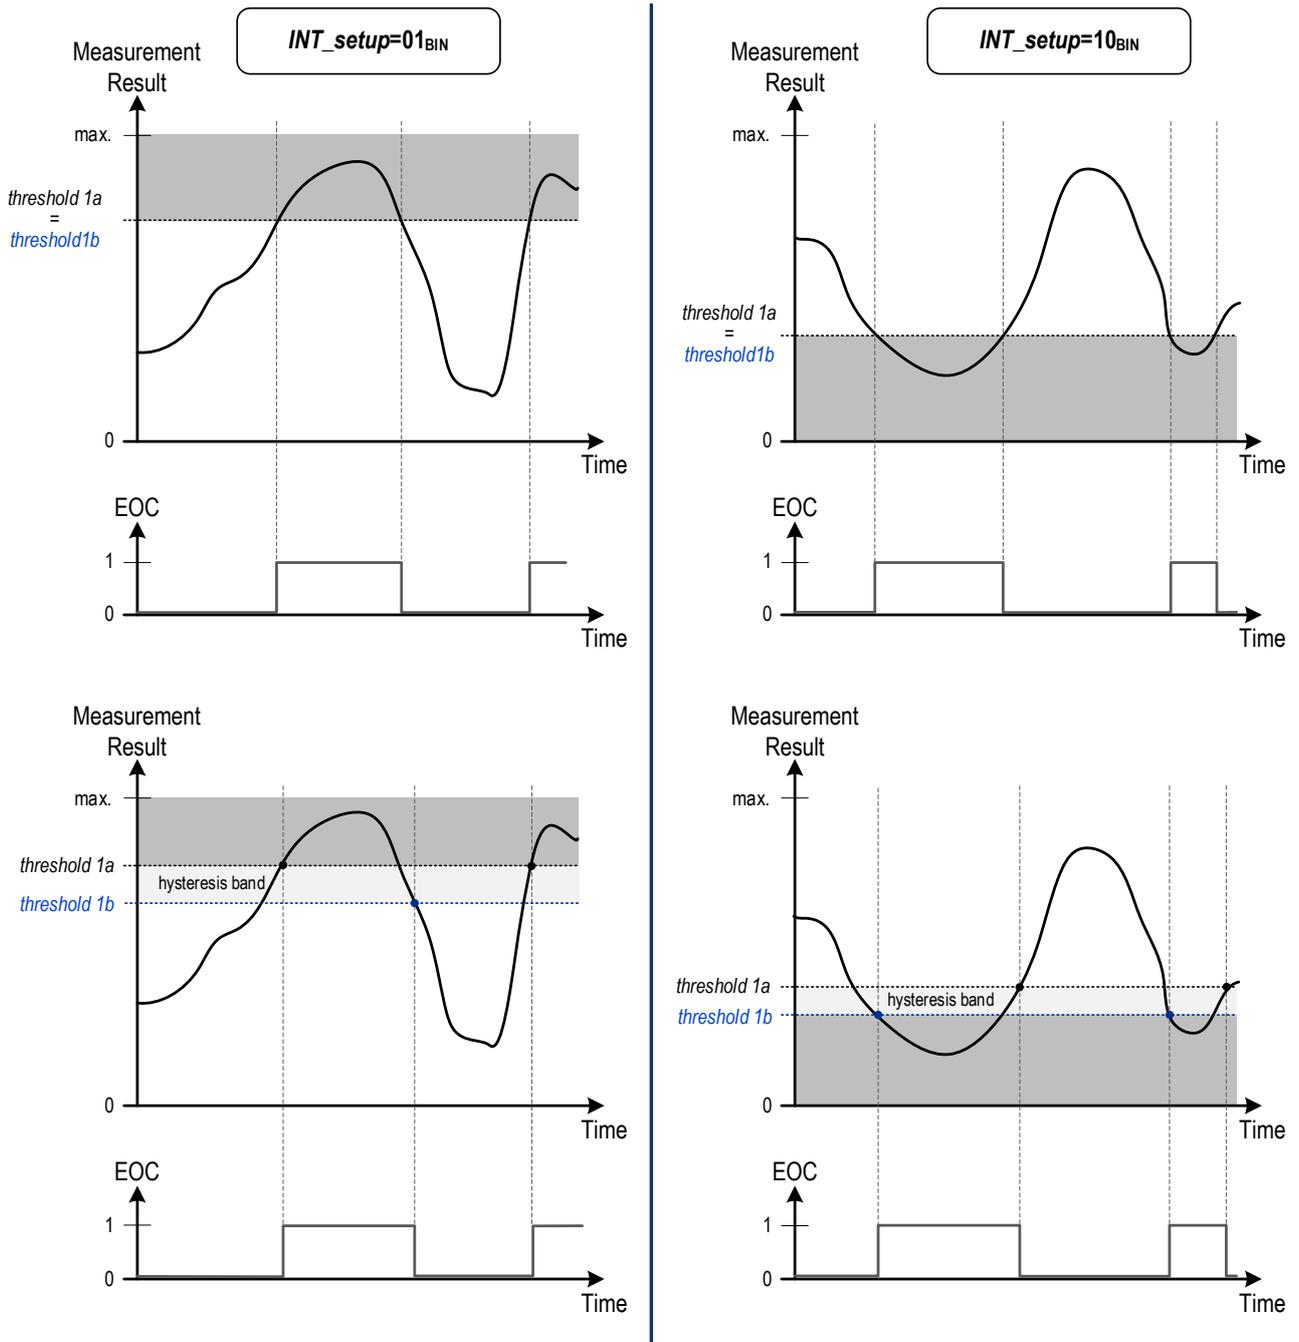 INT_setup=01BIN
Measurement
Result
max.
threshold 1a
=
threshold1b
0
Time
EOC
1
0
Time
Measurement
Result
max.
threshold 1a
hysteresis band
threshold 1b
0
Time
EOC
1
0
Time
INT_setup=10BIN
Measurement
Result
max.
threshold 1a
=
threshold1b
0
Time
EOC
1
0
Time
Measurement
Result
max.
threshold 1a
hysteresis band
threshold 1b
0
Time
EOC
1
0
Time